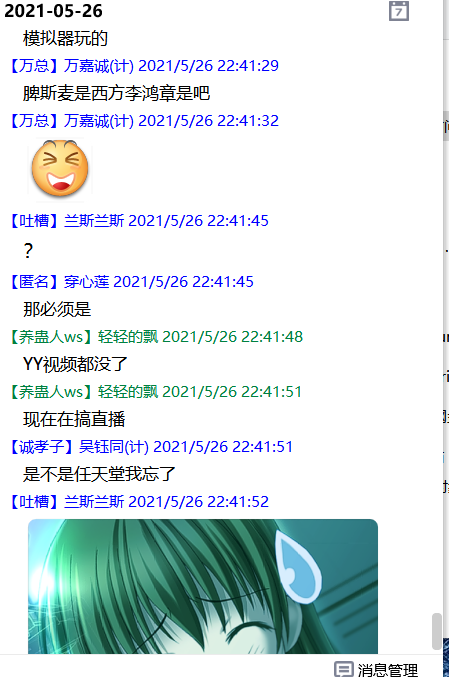 2021-05-26
7
模拟器玩的
【万总】万嘉诚(计) 2021/5/26 22:41:29
脾斯麦是西方李鸿章是吧
【万总】万嘉诚(计) 2021/5/26 22:41:32
【吐槽】兰斯兰斯 2021/5/26 22:41:45
？
【匿名】穿心莲 2021/5/26 22:41:45
那必须是
【养蛊人ws】轻轻的飘 2021/5/26 22:41:48
YY视频都没了
【养蛊人ws】轻轻的飘 2021/5/26 22:41:51
现在在搞直播
【诚孝子】吴钰同(计) 2021/5/26 22:41:51
是不是任天堂我忘了
【吐槽】兰斯兰斯 2021/5/26 22:41:52
消息管理